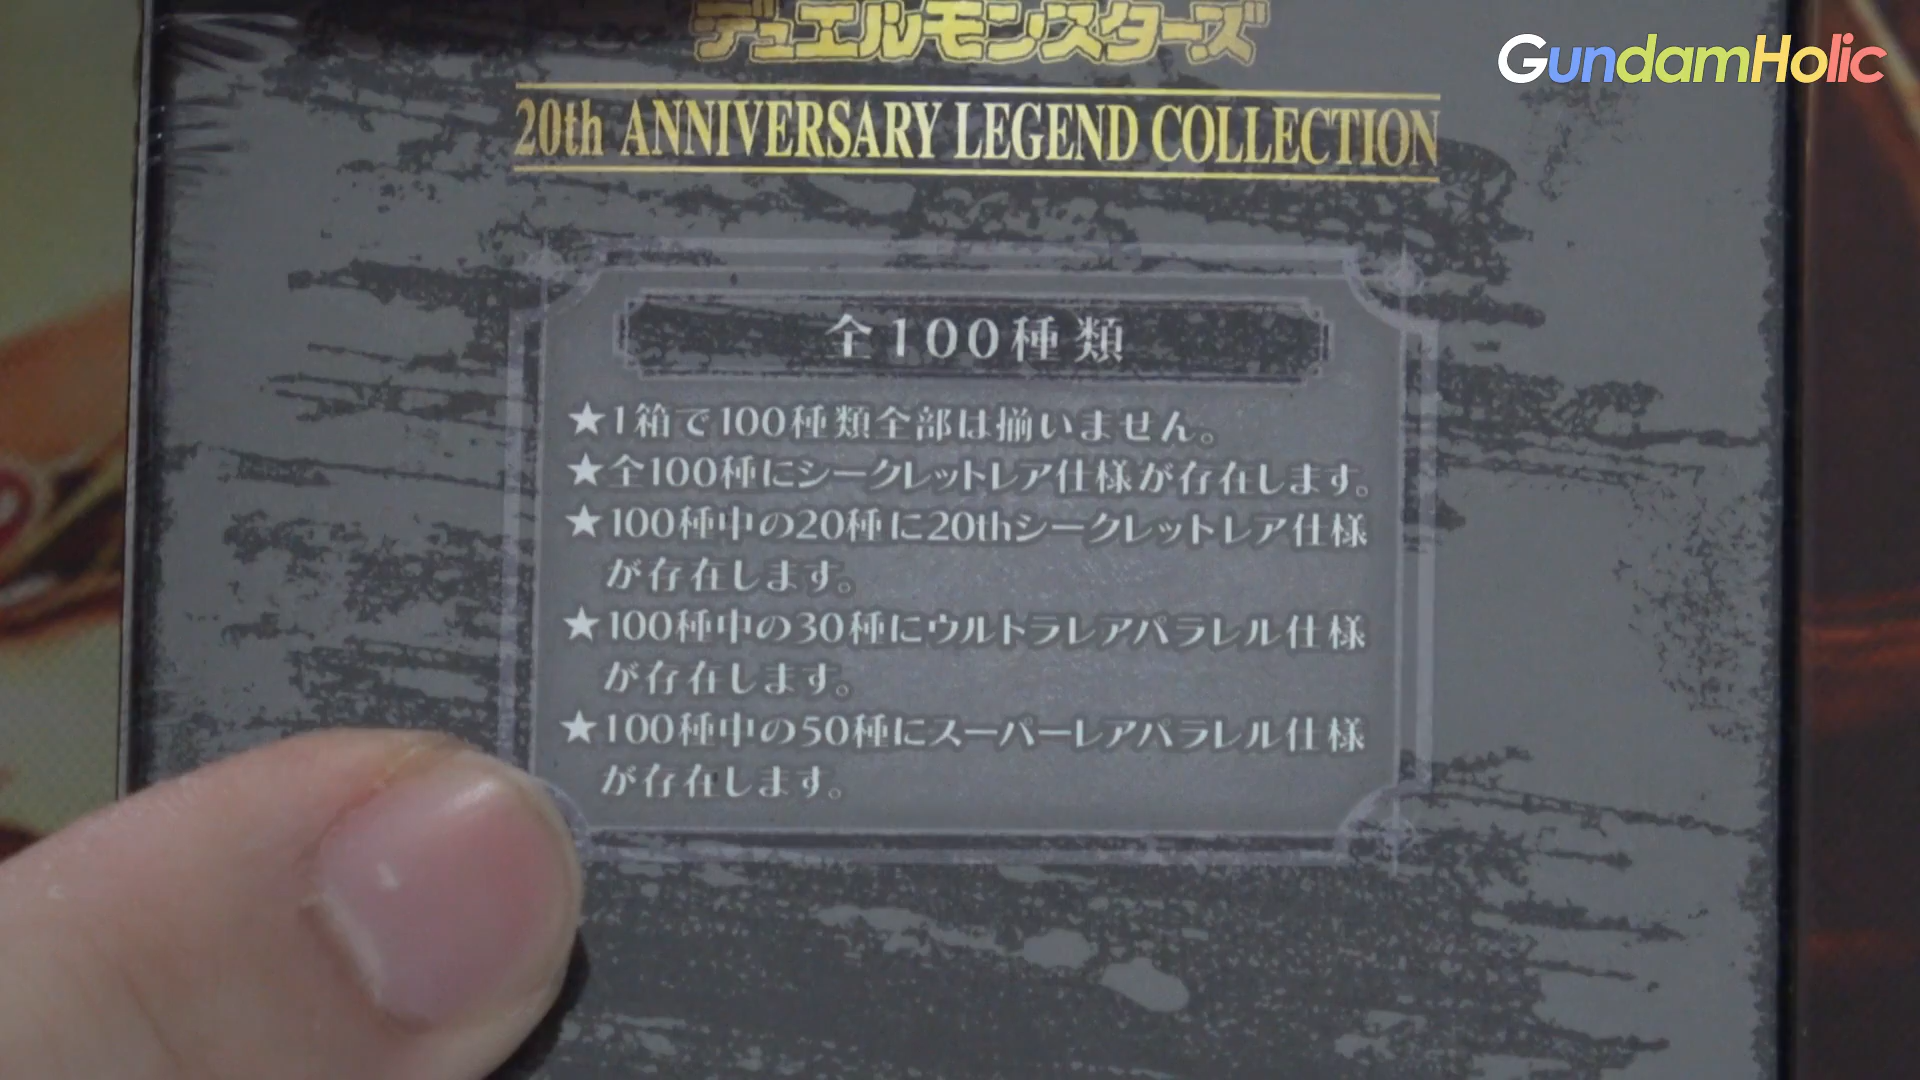 デュエルモンスターズ
GundamHolic
20th ANNIVERSARY LEGEND COLLECTION
全100種類
★1箱で100種類全部は揃いません。
★全100種にシークレットレア仕様が存在します。
★100種中の20種に20thシークレットレア仕様
が存在します。
★100種中の30種にウルトラレアパラレル仕様
が存在します。
★100種中の50種にスーパーレアパラレル仕様
が存在します。